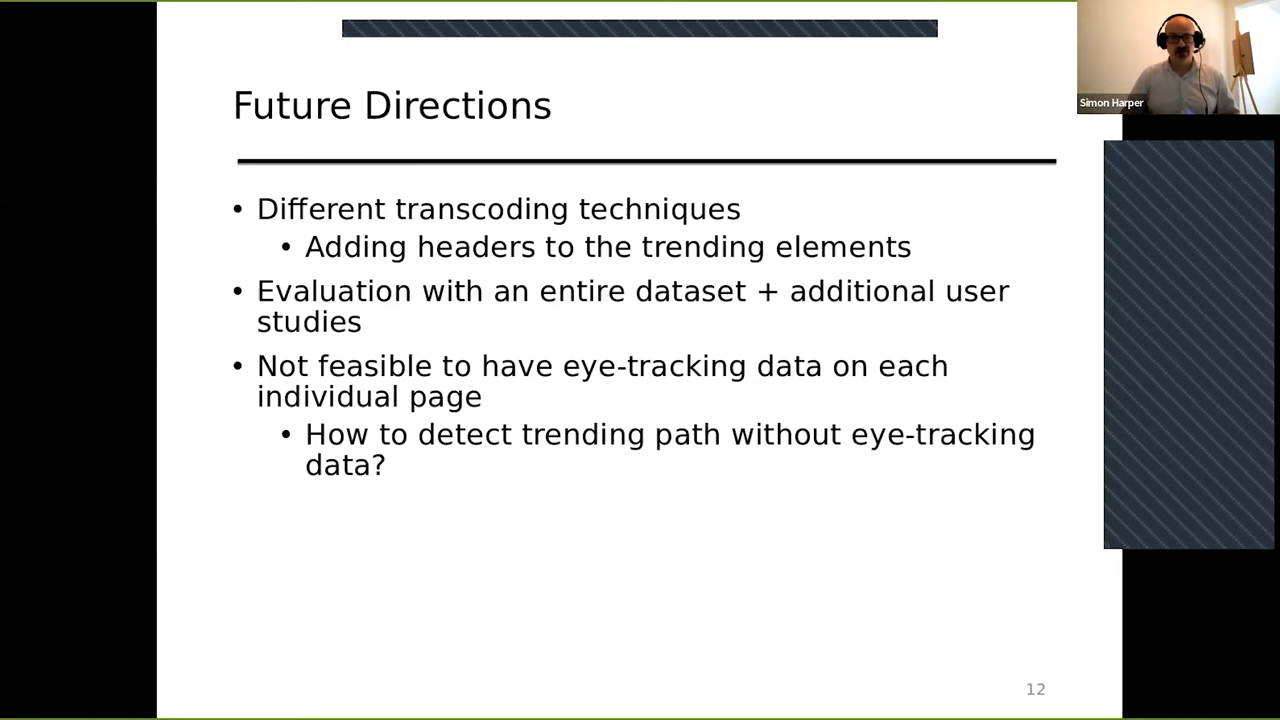 Simon Harper
Future Directions
• Different transcoding techniques
• Adding headers to the trending elements
• Evaluation with an entire dataset + additional user
studies
• Not feasible to have eye-tracking data on each
individual page
• How to detect trending path without eye-tracking
data?
12